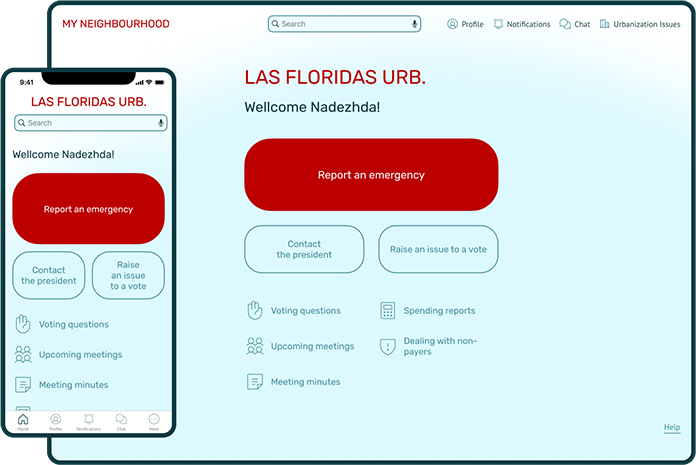 MY NEIGHBOURHOOD
Search
Profile
Notifications
Chat
Urbanization Issues
LAS FLORIDAS URB.
Wellcome Nadezhda!
Report an emergency
Contact
the president
Raise an issue to a vote
Voting questions
Spending reports
Upcoming meetings
Dealing with non-
payers
Meeting minutes
Help
9:41
LAS FLORIDAS URB.
Search
Wellcome Nadezhda!
Report an emergency
Contact
the president
Raise
an issue
to a vote
Voting questions
Upcoming meetings
Meeting minutes
Home
Profile
Notifications
Chat
More